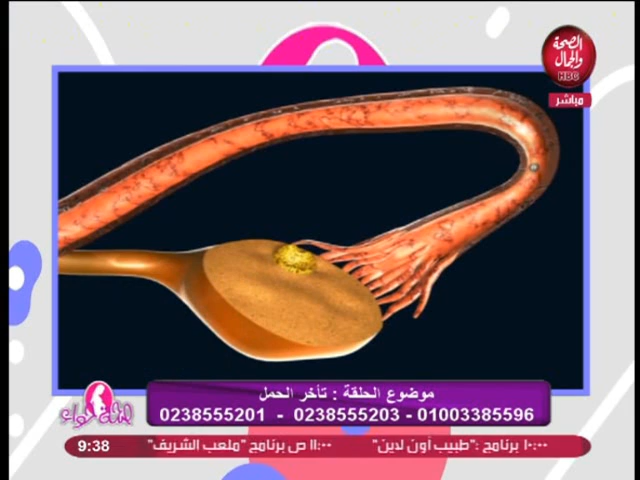 الصحة
والجمال
HBC
مباشر
موضوع الحلقة : تأخر الحمل
0238555201 - 0238555203 - 01003385596
١٠:٠٠ برنامج :"طبيب أون لاين" ١١:٠٠ ص برنامج "ملعب الشريف"
9:38